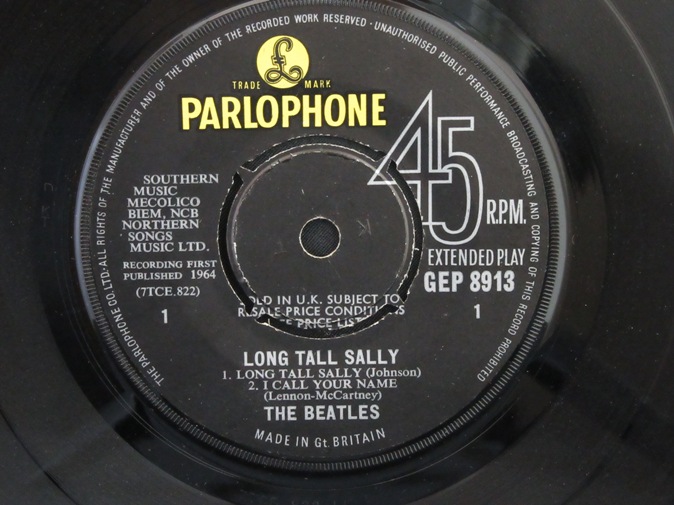 THE PARLOPHONE CO. LTD. ALL RIGHTS OF THE MANUFACTURER AND OF THE OWNER OF THE RECORDED WORK RESERVED · UNAUTHORISED PUBLIC PERFORMANCE BROADCASTING AND COPYING OF THIS RECORD PROHIBITED
£
TRADE MARK
PARLOPHONE
45
R.P.M.
EXTENDED PLAY
GEP 8913
1
SOUTHERN
MUSIC
MECOLICO
BIEM, NCB
NORTHERN
SONGS
MUSIC LTD.
RECORDING FIRST
PUBLISHED 1964
(7TCE.822)
1
K
OLD IN U.K. SUBJECT TO
RESALE PRICE CONDITIONS
PRICE LIST
LONG TALL SALLY
1. LONG TALL SALLY (Johnson)
2. I CALL YOUR NAME
(Lennon-McCartney)
THE BEATLES
MADE IN Gt. BRITAIN